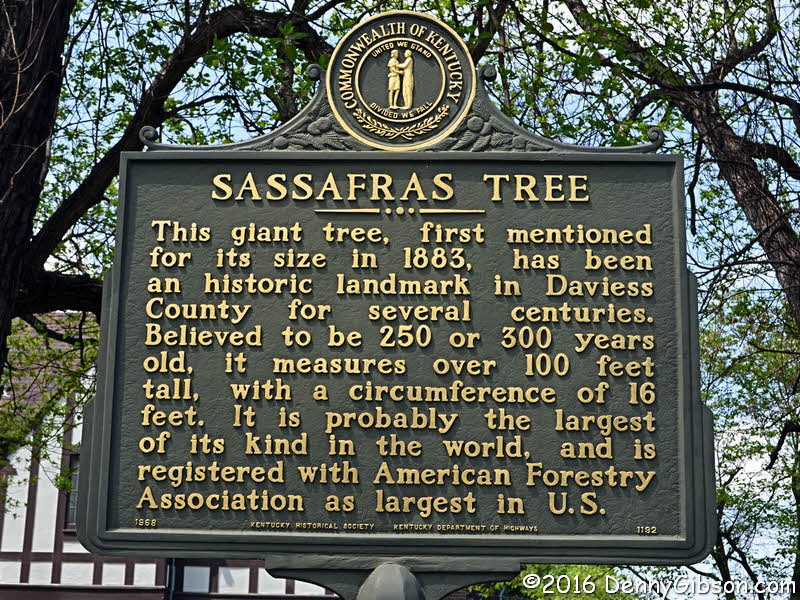 COMMONWEALTH OF KENTUCKY
UNITED WE STAND
DIVIDED WE FALL
SASSAFRAS TREE
This giant tree, first mentioned
for its size in 1883, has been
an historic landmark in Daviess
County for several centuries.
Believed to be 250 or 300 years
old, it measures over 100 feet
tall, with a circumference of 16
feet. It is probably the largest
of its kind in the world, and is
registered with American Forestry
Association as largest in U.S.
1968 KENTUCKY HISTORICAL SOCIETY KENTUCKY DEPARTMENT OF HIGHWAYS 1192
©2016 DennyGibson.com